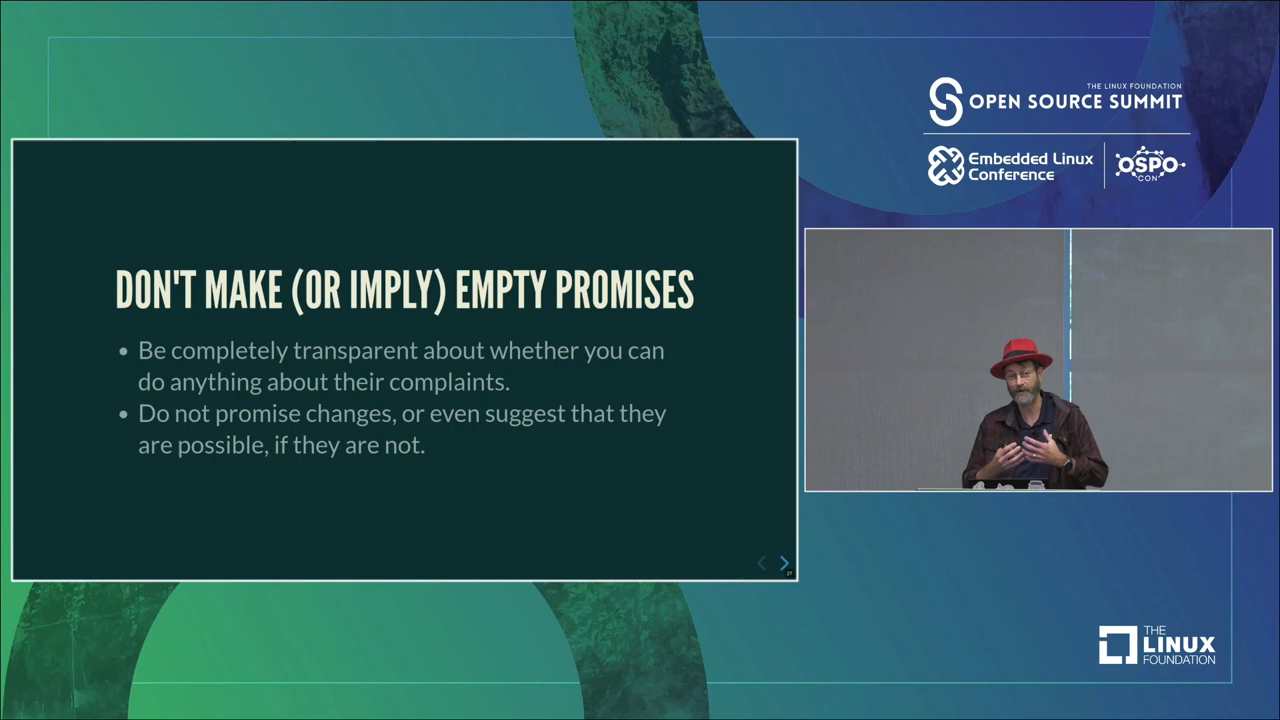 THE LINUX FOUNDATION
OPEN SOURCE SUMMIT
Embedded Linux
Conference
OSPO
CON
DON'T MAKE (OR IMPLY) EMPTY PROMISES
• Be completely transparent about whether you can
do anything about their complaints.
• Do not promise changes, or even suggest that they
are possible, if they are not.
27
THE
LINUX
FOUNDATION